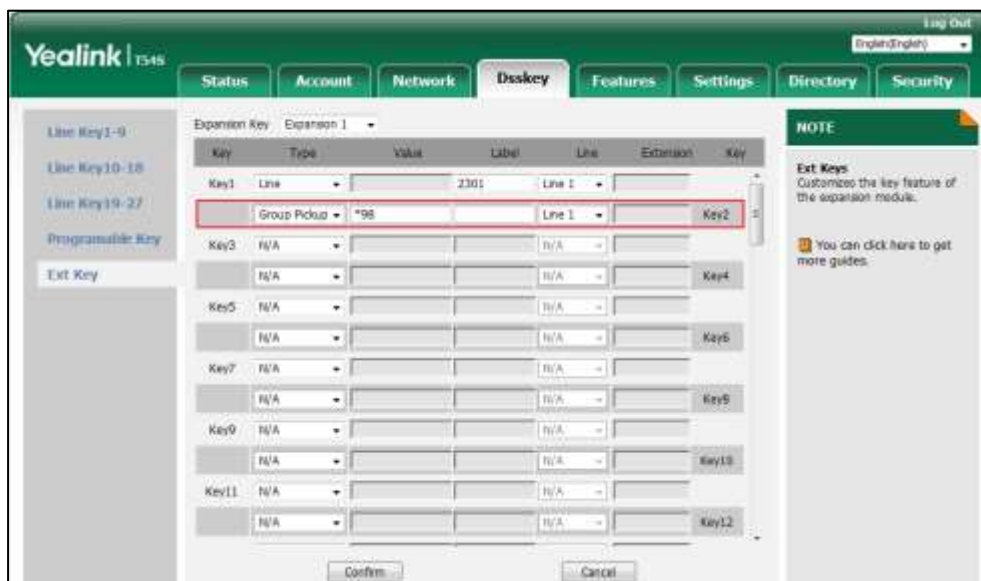 Log Out
Yealink | T54S
English(English)
Status Account Network Dsskey Features Settings Directory Security
Line Key1-9
Line Key10-18
Line Key19-27
Programable Key
Ext Key
Expansion Key Expansion 1
Key Type Value Label Line Extension Key
Key1 Line 2301 Line 1
Group Pickup *98 Line 1 Key2
Key3 N/A N/A
N/A N/A Key4
Key5 N/A N/A
N/A N/A Key6
Key7 N/A N/A
N/A N/A Key8
Key9 N/A N/A
N/A N/A Key10
Key11 N/A N/A
N/A N/A Key12
Confirm Cancel
NOTE
Ext Keys
Customizes the key feature of
the expansion module.
You can click here to get
more guides.